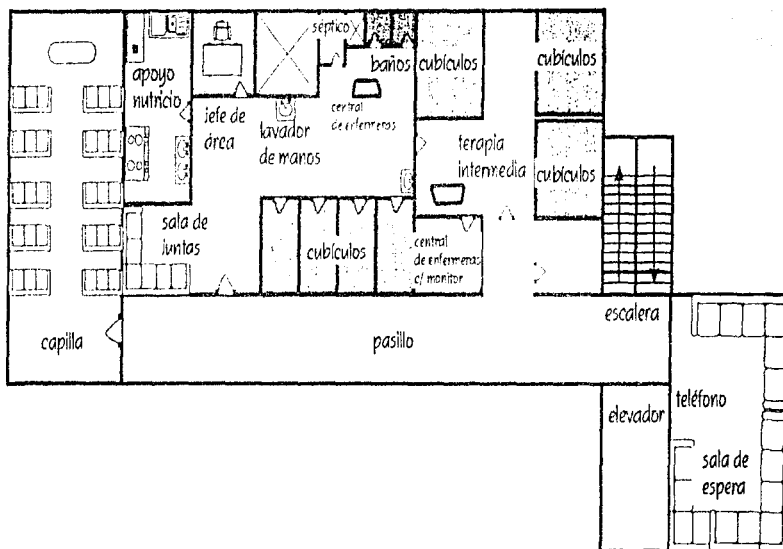 séptico
baños
cubículos
cubículos
apoyo
nutricio
jefe de
área
lavador
de manos
central
de enfermeras
terapia
intermedia
cubículos
sala de
juntas
cubículos
central
de enfermeras
c/ monitor
escalera
capilla
pasillo
elevador
teléfono
sala de
espera